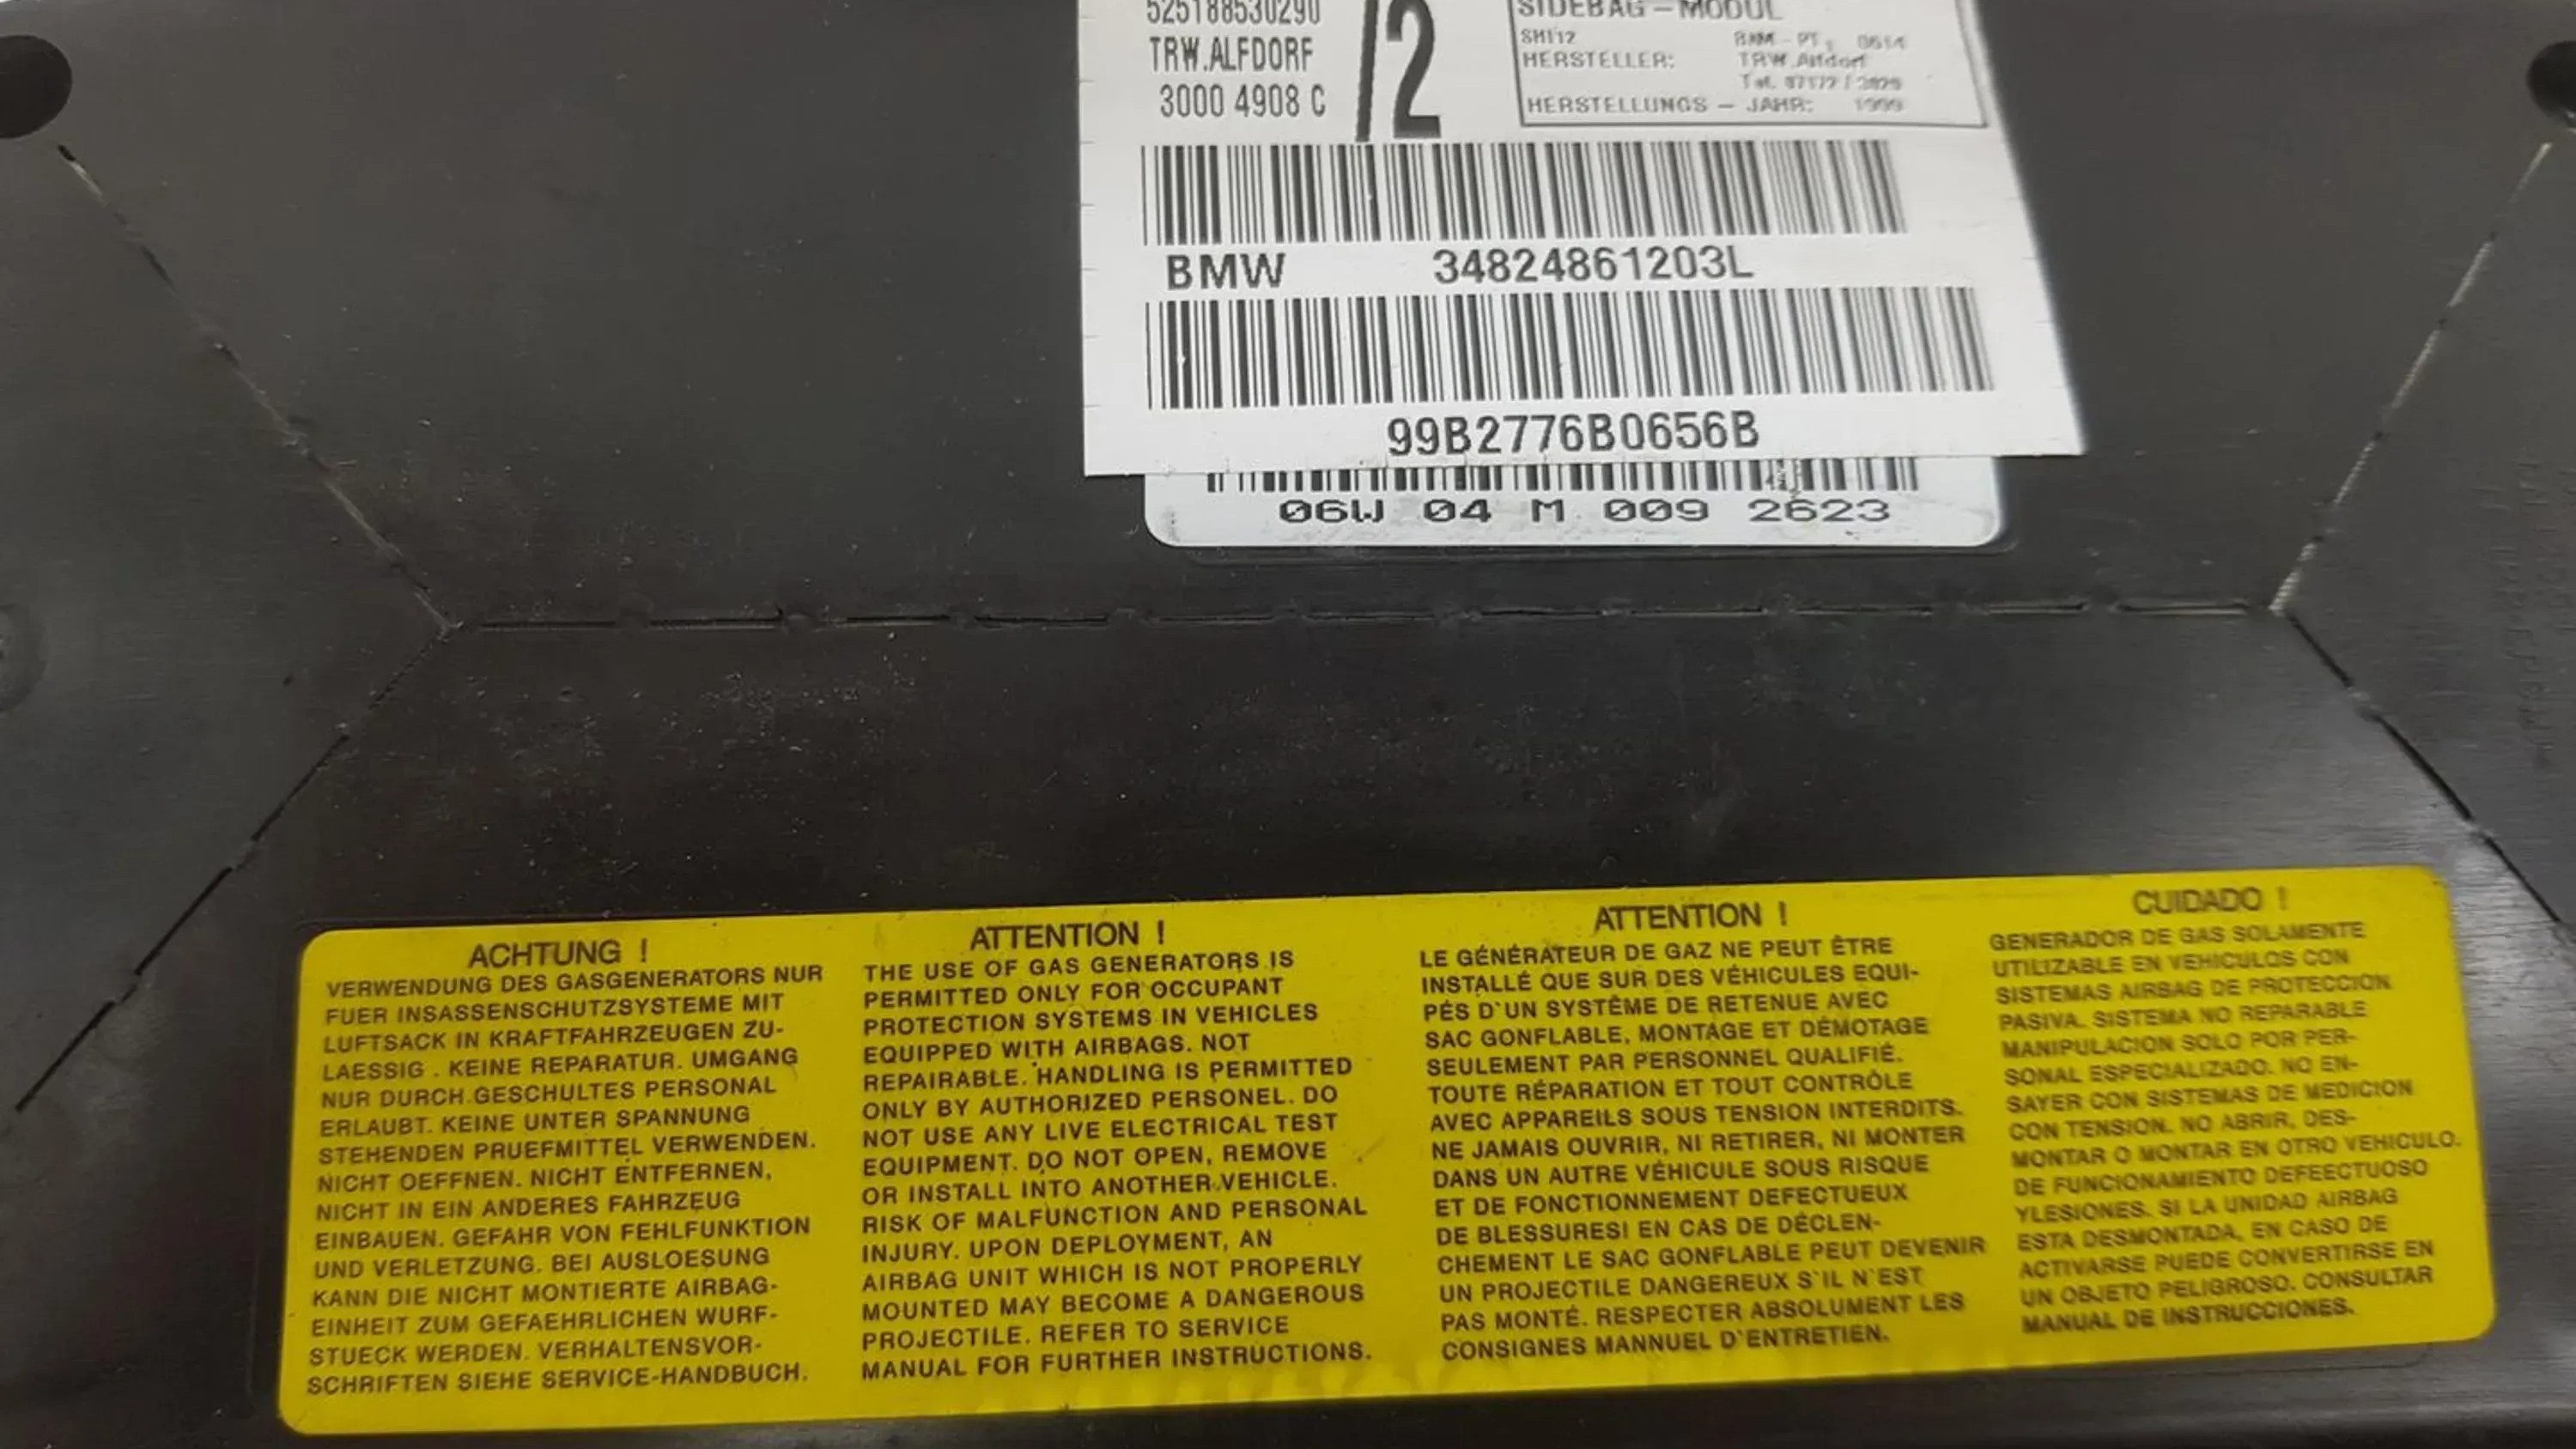 525188530290
TRW.ALFDORF
3000 4908 C
/2
SIDEBAG – MODUL
SH112
BAM - PT
HERSTELLER: TRW.Alfdorf
Tel. 07172 /
HERSTELLUNGS – JAHR: 1999
BMW 34824861203L
99B2776B0656B
06W 04 M 009 2623
ACHTUNG !
VERWENDUNG DES GASGENERATORS NUR
FUER INSASSENSCHUTZSYSTEME MIT
LUFTSACK IN KRAFTFAHRZEUGEN ZU-
LAESSIG . KEINE REPARATUR. UMGANG
NUR DURCH GESCHULTES PERSONAL
ERLAUBT. KEINE UNTER SPANNUNG
STEHENDEN PRUEFMITTEL VERWENDEN.
NICHT OEFFNEN. NICHT ENTFERNEN,
NICHT IN EIN ANDERES FAHRZEUG
EINBAUEN. GEFAHR VON FEHLFUNKTION
UND VERLETZUNG. BEI AUSLOESUNG
KANN DIE NICHT MONTIERTE AIRBAG-
EINHEIT ZUM GEFAEHRLICHEN WURF-
STUECK WERDEN. VERHALTENSVOR-
SCHRIFTEN SIEHE SERVICE-HANDBUCH.
ATTENTION !
THE USE OF GAS GENERATORS IS
PERMITTED ONLY FOR OCCUPANT
PROTECTION SYSTEMS IN VEHICLES
EQUIPPED WITH AIRBAGS. NOT
REPAIRABLE. HANDLING IS PERMITTED
ONLY BY AUTHORIZED PERSONEL. DO
NOT USE ANY LIVE ELECTRICAL TEST
EQUIPMENT. DO NOT OPEN, REMOVE
OR INSTALL INTO ANOTHER VEHICLE.
RISK OF MALFUNCTION AND PERSONAL
INJURY. UPON DEPLOYMENT, AN
AIRBAG UNIT WHICH IS NOT PROPERLY
MOUNTED MAY BECOME A DANGEROUS
PROJECTILE. REFER TO SERVICE
MANUAL FOR FURTHER INSTRUCTIONS.
ATTENTION !
LE GÉNÉRATEUR DE GAZ NE PEUT ÊTRE
INSTALLÉ QUE SUR DES VÉHICULES EQUI-
PÉS D`UN SYSTÊME DE RETENUE AVEC
SAC GONFLABLE, MONTAGE ET DÉMOTAGE
SEULEMENT PAR PERSONNEL QUALIFIÉ.
TOUTE RÉPARATION ET TOUT CONTRÔLE
AVEC APPAREILS SOUS TENSION INTERDITS.
NE JAMAIS OUVRIR, NI RETIRER, NI MONTER
DANS UN AUTRE VÉHICULE SOUS RISQUE
ET DE FONCTIONNEMENT DEFECTUEUX
DE BLESSURES! EN CAS DE DÉCLEN-
CHEMENT LE SAC GONFLABLE PEUT DEVENIR
UN PROJECTILE DANGEREUX S`IL N`EST
PAS MONTÉ. RESPECTER ABSOLUMENT LES
CONSIGNES MANNUEL D`ENTRETIEN.
CUIDADO !
GENERADOR DE GAS SOLAMENTE
UTILIZABLE EN VEHICULOS CON
SISTEMAS AIRBAG DE PROTECCION
PASIVA. SISTEMA NO REPARABLE
MANIPULACION SOLO POR PER-
SONAL ESPECIALIZADO. NO EN-
SAYER CON SISTEMAS DE MEDICION
CON TENSION. NO ABRIR, DES-
MONTAR O MONTAR EN OTRO VEHICULO.
DE FUNCIONAMIENTO DEFEECTUOSO
YLESIONES. SI LA UNIDAD AIRBAG
ESTA DESMONTADA, EN CASO DE
ACTIVARSE PUEDE CONVERTIRSE EN
UN OBJETO PELIGROSO. CONSULTAR
MANUAL DE INSTRUCCIONES.